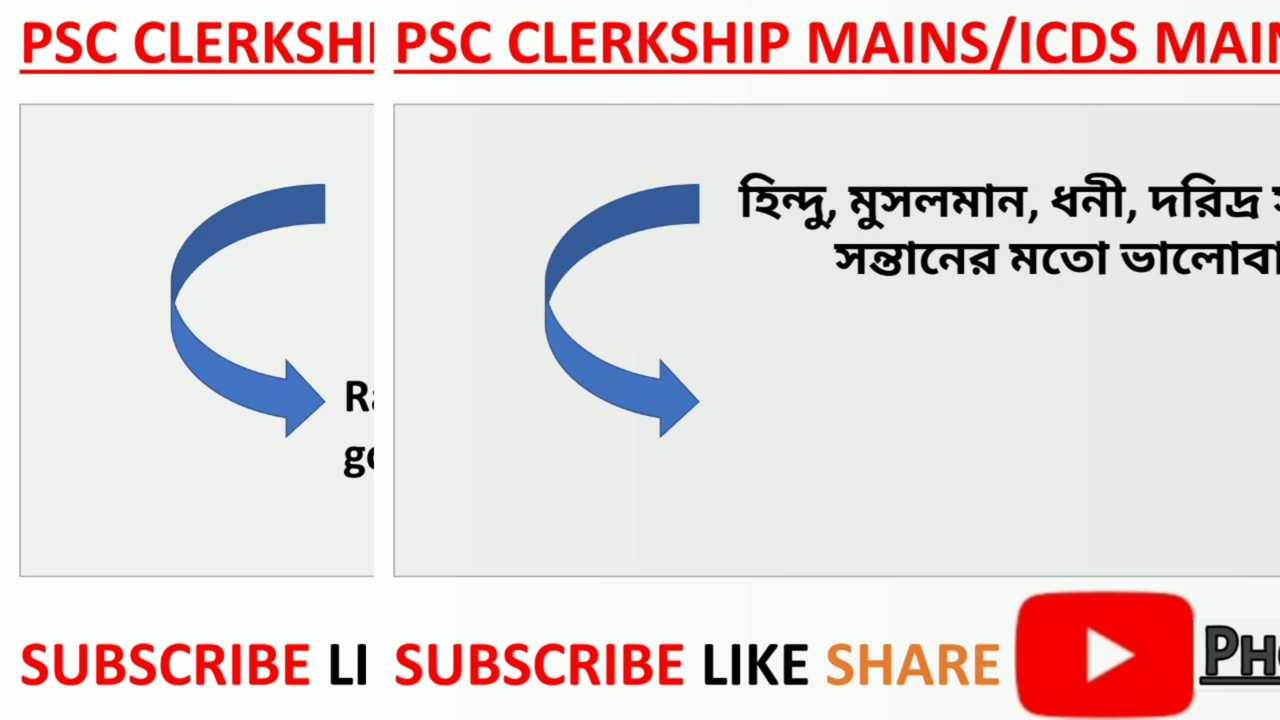 PSC CLERKSHI
PSC CLERKSHIP MAINS/ICDS MAIN
হিন্দু, মুসলমান, ধনী, দরিদ্র
সন্তানের মতো ভালোবা
SUBSCRIBE LI
SUBSCRIBE LIKE SHARE